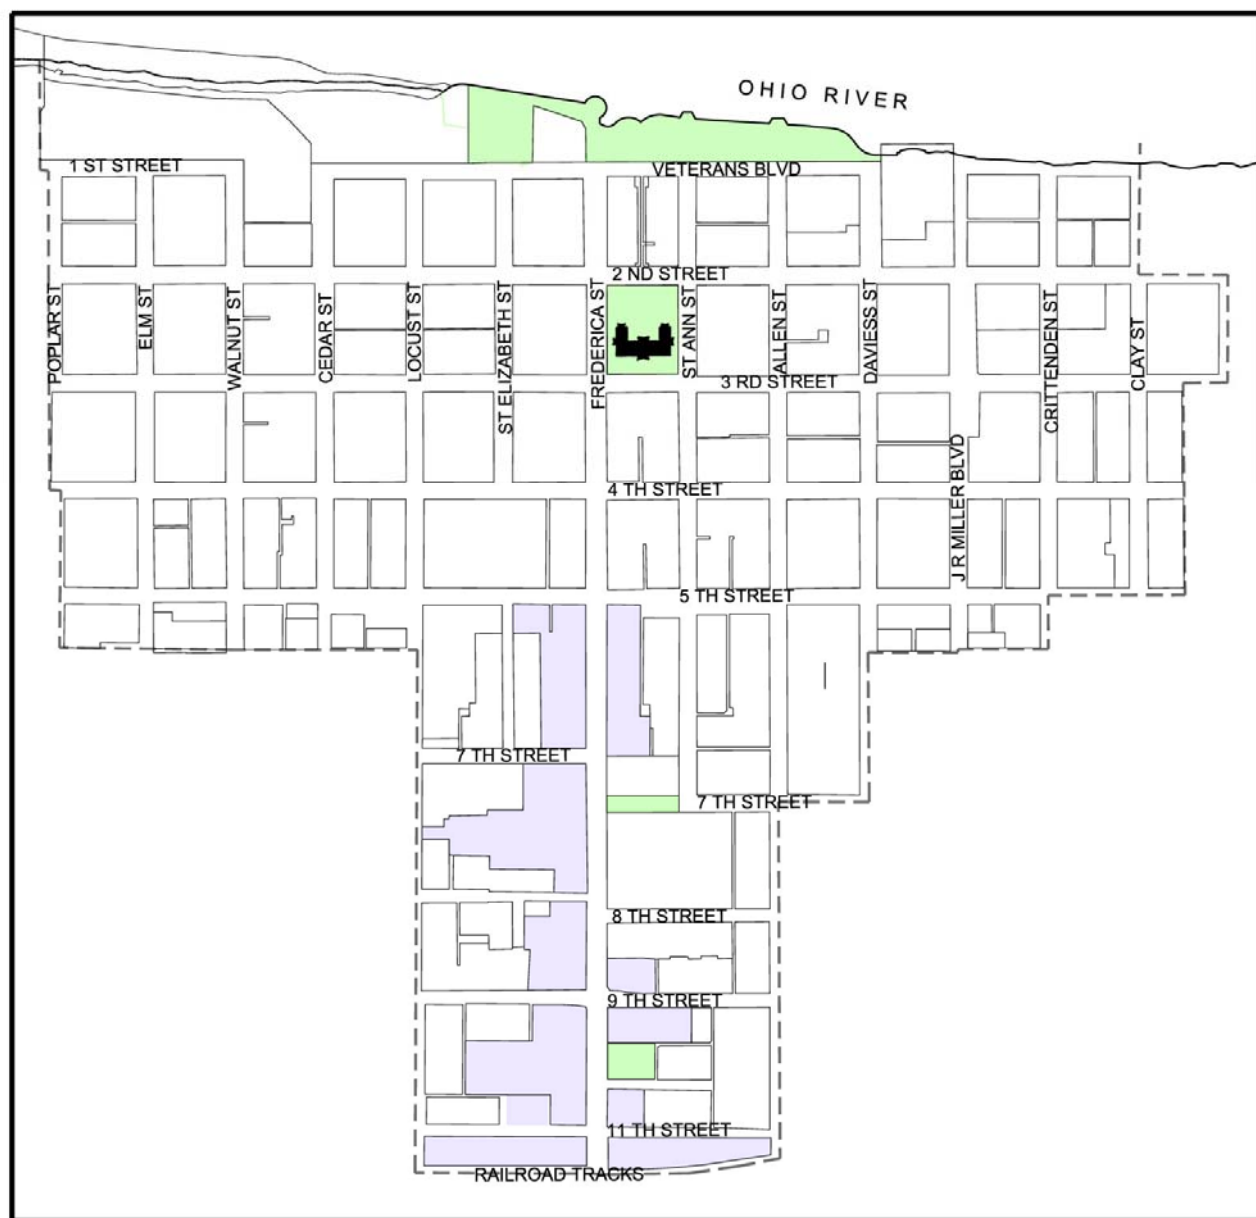 OHIO RIVER
1 ST STREET
VETERANS BLVD
2 ND STREET
POPLAR ST
ELM ST
WALNUT ST
CEDAR ST
LOCUST ST
ST ELIZABETH ST
FREDERICA ST
ST ANN ST
ALLEN ST
DAVIESS ST
CRITTENDEN ST
CLAY ST
3 RD STREET
J R MILLER BLVD
4 TH STREET
5 TH STREET
7 TH STREET
7 TH STREET
8 TH STREET
9 TH STREET
11 TH STREET
RAILROAD TRACKS